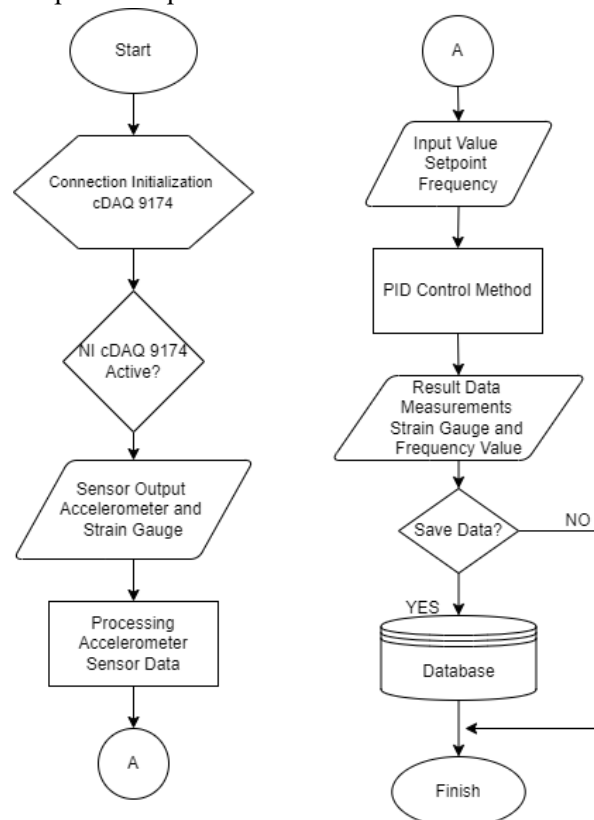 Start
Connection Initialization
cDAQ 9174
NI cDAQ 9174
Active?
Sensor Output
Accelerometer and
Strain Gauge
Processing
Accelerometer
Sensor Data
A
A
Input Value
Setpoint
Frequency
PID Control Method
Result Data
Measurements
Strain Gauge and
Frequency Value
Save Data?
NO
YES
Database
Finish